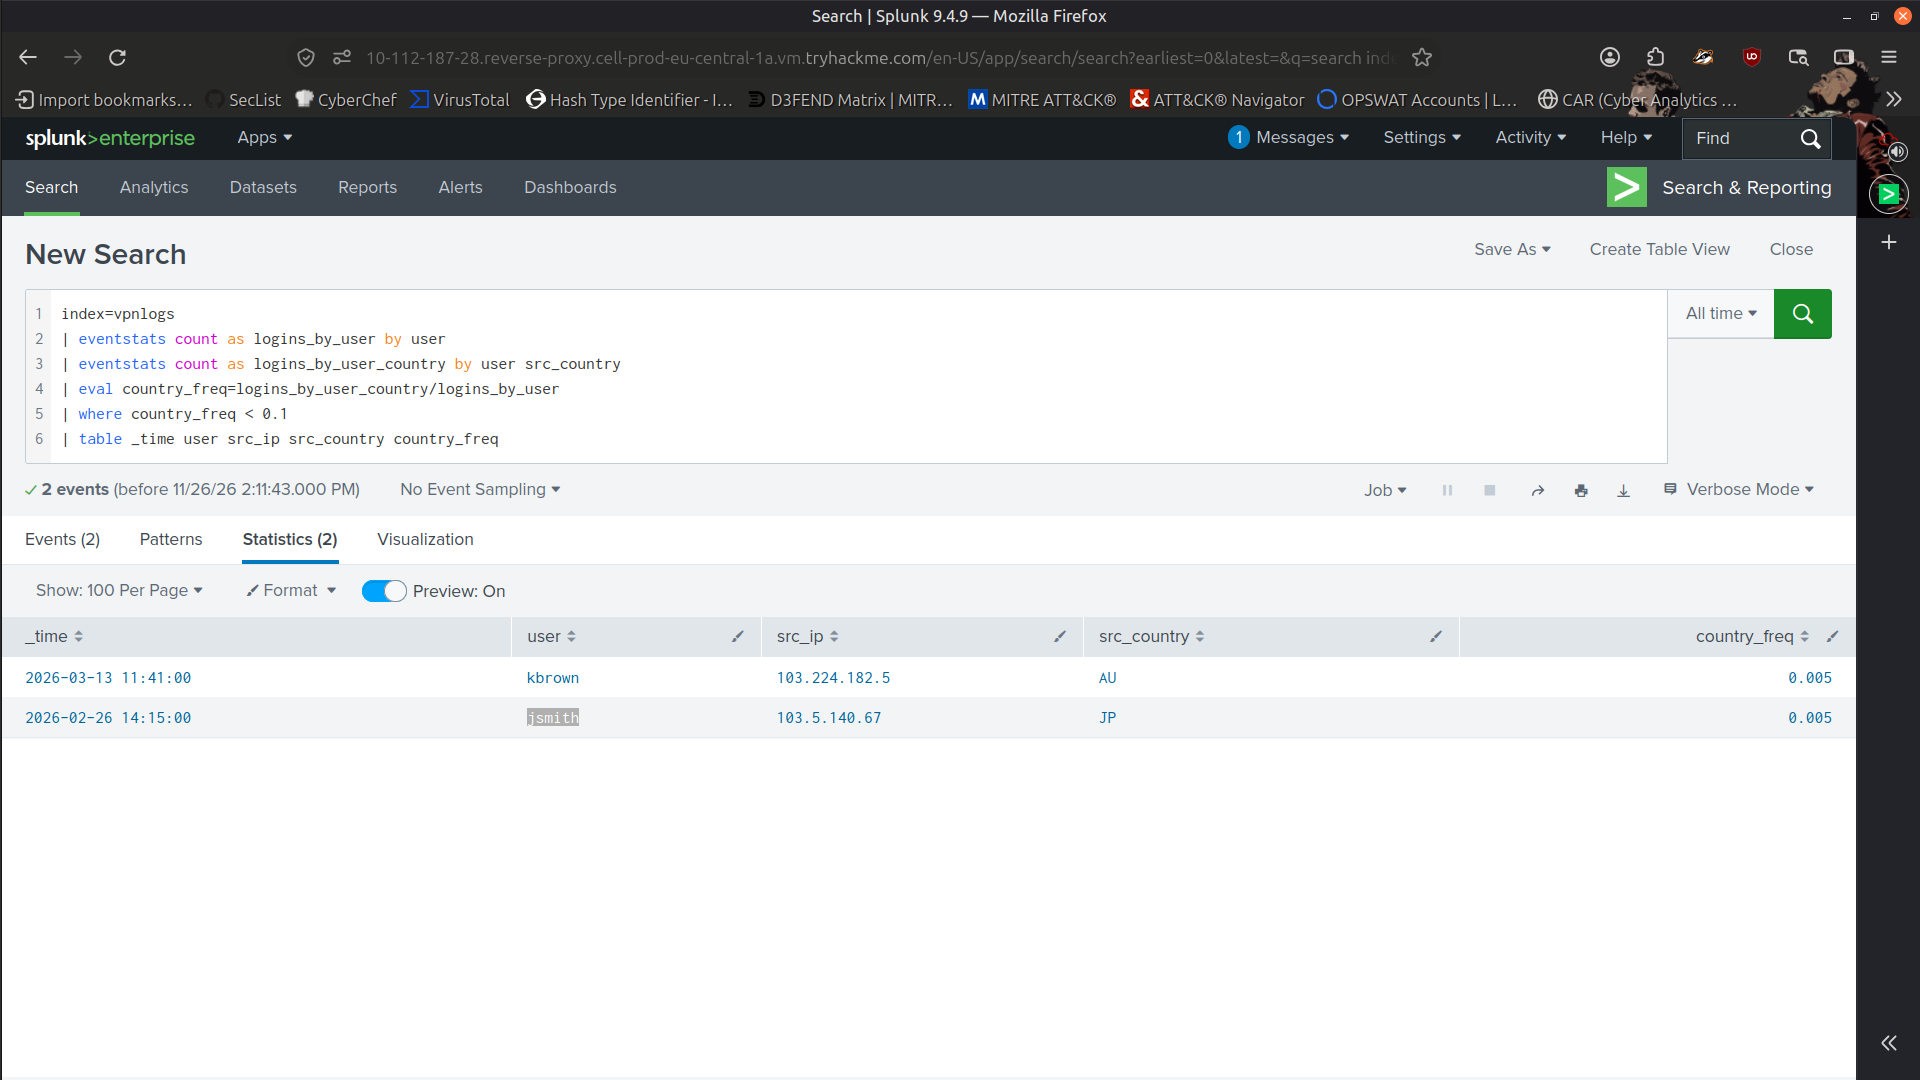 Search | Splunk 9.4.9 — Mozilla Firefox
10-112-187-28.reverse-proxy.cell-prod-eu-central-1a.vm.tryhackme.com/en-US/app/search/search?earliest=0&latest=&q=search ind
Import bookmarks… SecList CyberChef VirusTotal Hash Type Identifier - I… D3FEND Matrix | MITR… MITRE ATT&CK® ATT&CK® Navigator OPSWAT Accounts | L… CAR (Cyber Analytics …
splunk>enterprise Apps 1 Messages Settings Activity Help Find
Search Analytics Datasets Reports Alerts Dashboards > Search & Reporting
New Search Save As Create Table View Close
1 index=vpnlogs All time
2 | eventstats count as logins_by_user by user
3 | eventstats count as logins_by_user_country by user src_country
4 | eval country_freq=logins_by_user_country/logins_by_user
5 | where country_freq < 0.1
6 | table _time user src_ip src_country country_freq
✓ 2 events (before 11/26/26 2:11:43.000 PM) No Event Sampling Job Verbose Mode
Events (2) Patterns Statistics (2) Visualization
Show: 100 Per Page Format Preview: On
_time user src_ip src_country country_freq
2026-03-13 11:41:00 kbrown 103.224.182.5 AU 0.005
2026-02-26 14:15:00 jsmith 103.5.140.67 JP 0.005